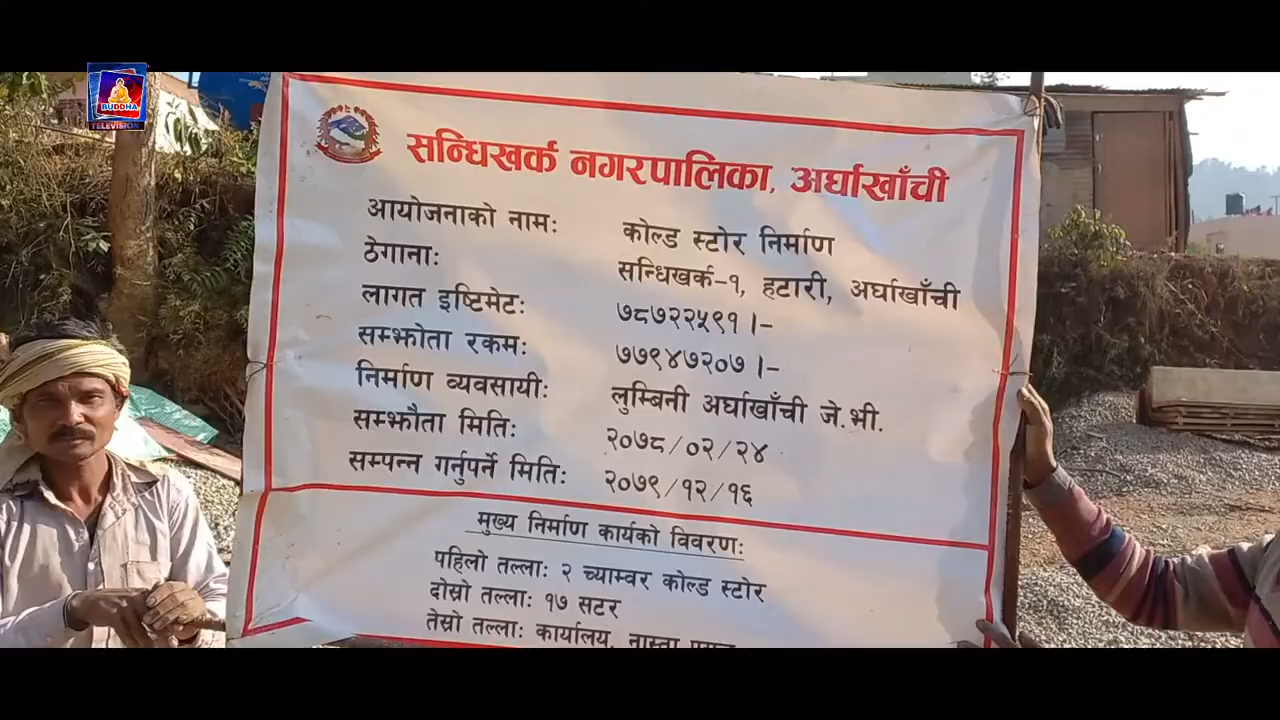 BUDDHA
TELEVISION
सन्धिखर्क नगरपालिका, अर्घाखाँची
आयोजनाको नामः कोल्ड स्टोर निर्माण
ठेगानाः सन्धिखर्क-१, हटारी, अर्घाखाँची
लागत इष्टिमेटः ७८७२२५९१।-
सम्झोता रकमः ७७९४७२०७।-
निर्माण व्यवसायीः लुम्बिनी अर्घाखाँची जे.भी.
सम्झौता मितिः २०७८/०२/२४
सम्पन्न गर्नुपर्ने मितिः २०७९/१२/१६
मुख्य निर्माण कार्यको विवरणः
पहिलो तल्लाः २ च्याम्वर कोल्ड स्टोर
दोस्रो तल्लाः १७ सटर
तेस्रो तल्लाः कार्यालय, नास्ता